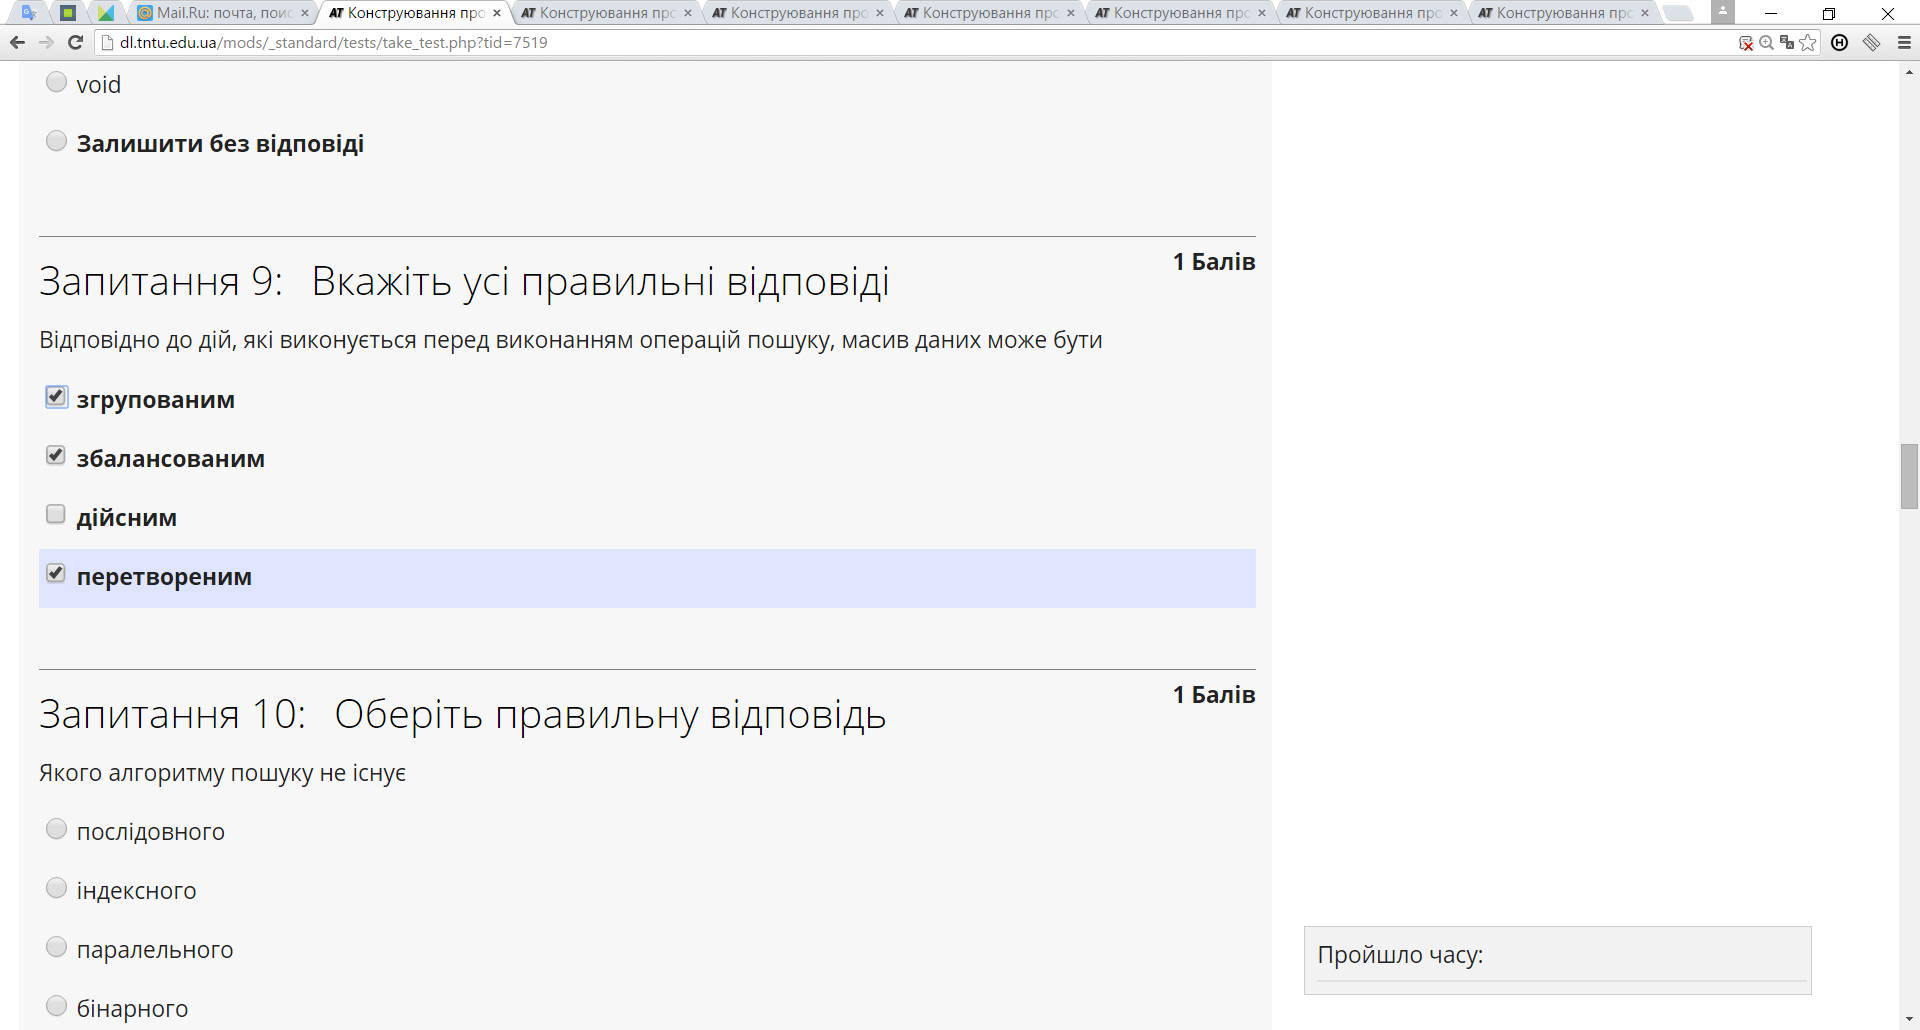 Mail.Ru: почта, поис
Конструювання про
Конструювання про
Конструювання про
Конструювання про
Конструювання про
Конструювання про
Конструювання про
dl.tntu.edu.ua/mods/_standard/tests/take_test.php?tid=7519
void
Залишити без відповіді
1 Балів
Запитання 9: Вкажіть усі правильні відповіді
Відповідно до дій, які виконується перед виконанням операцій пошуку, масив даних може бути
згрупованим
збалансованим
дійсним
перетвореним
1 Балів
Запитання 10: Оберіть правильну відповідь
Якого алгоритму пошуку не існує
послідовного
індексного
паралельного
бінарного
Пройшло часу: